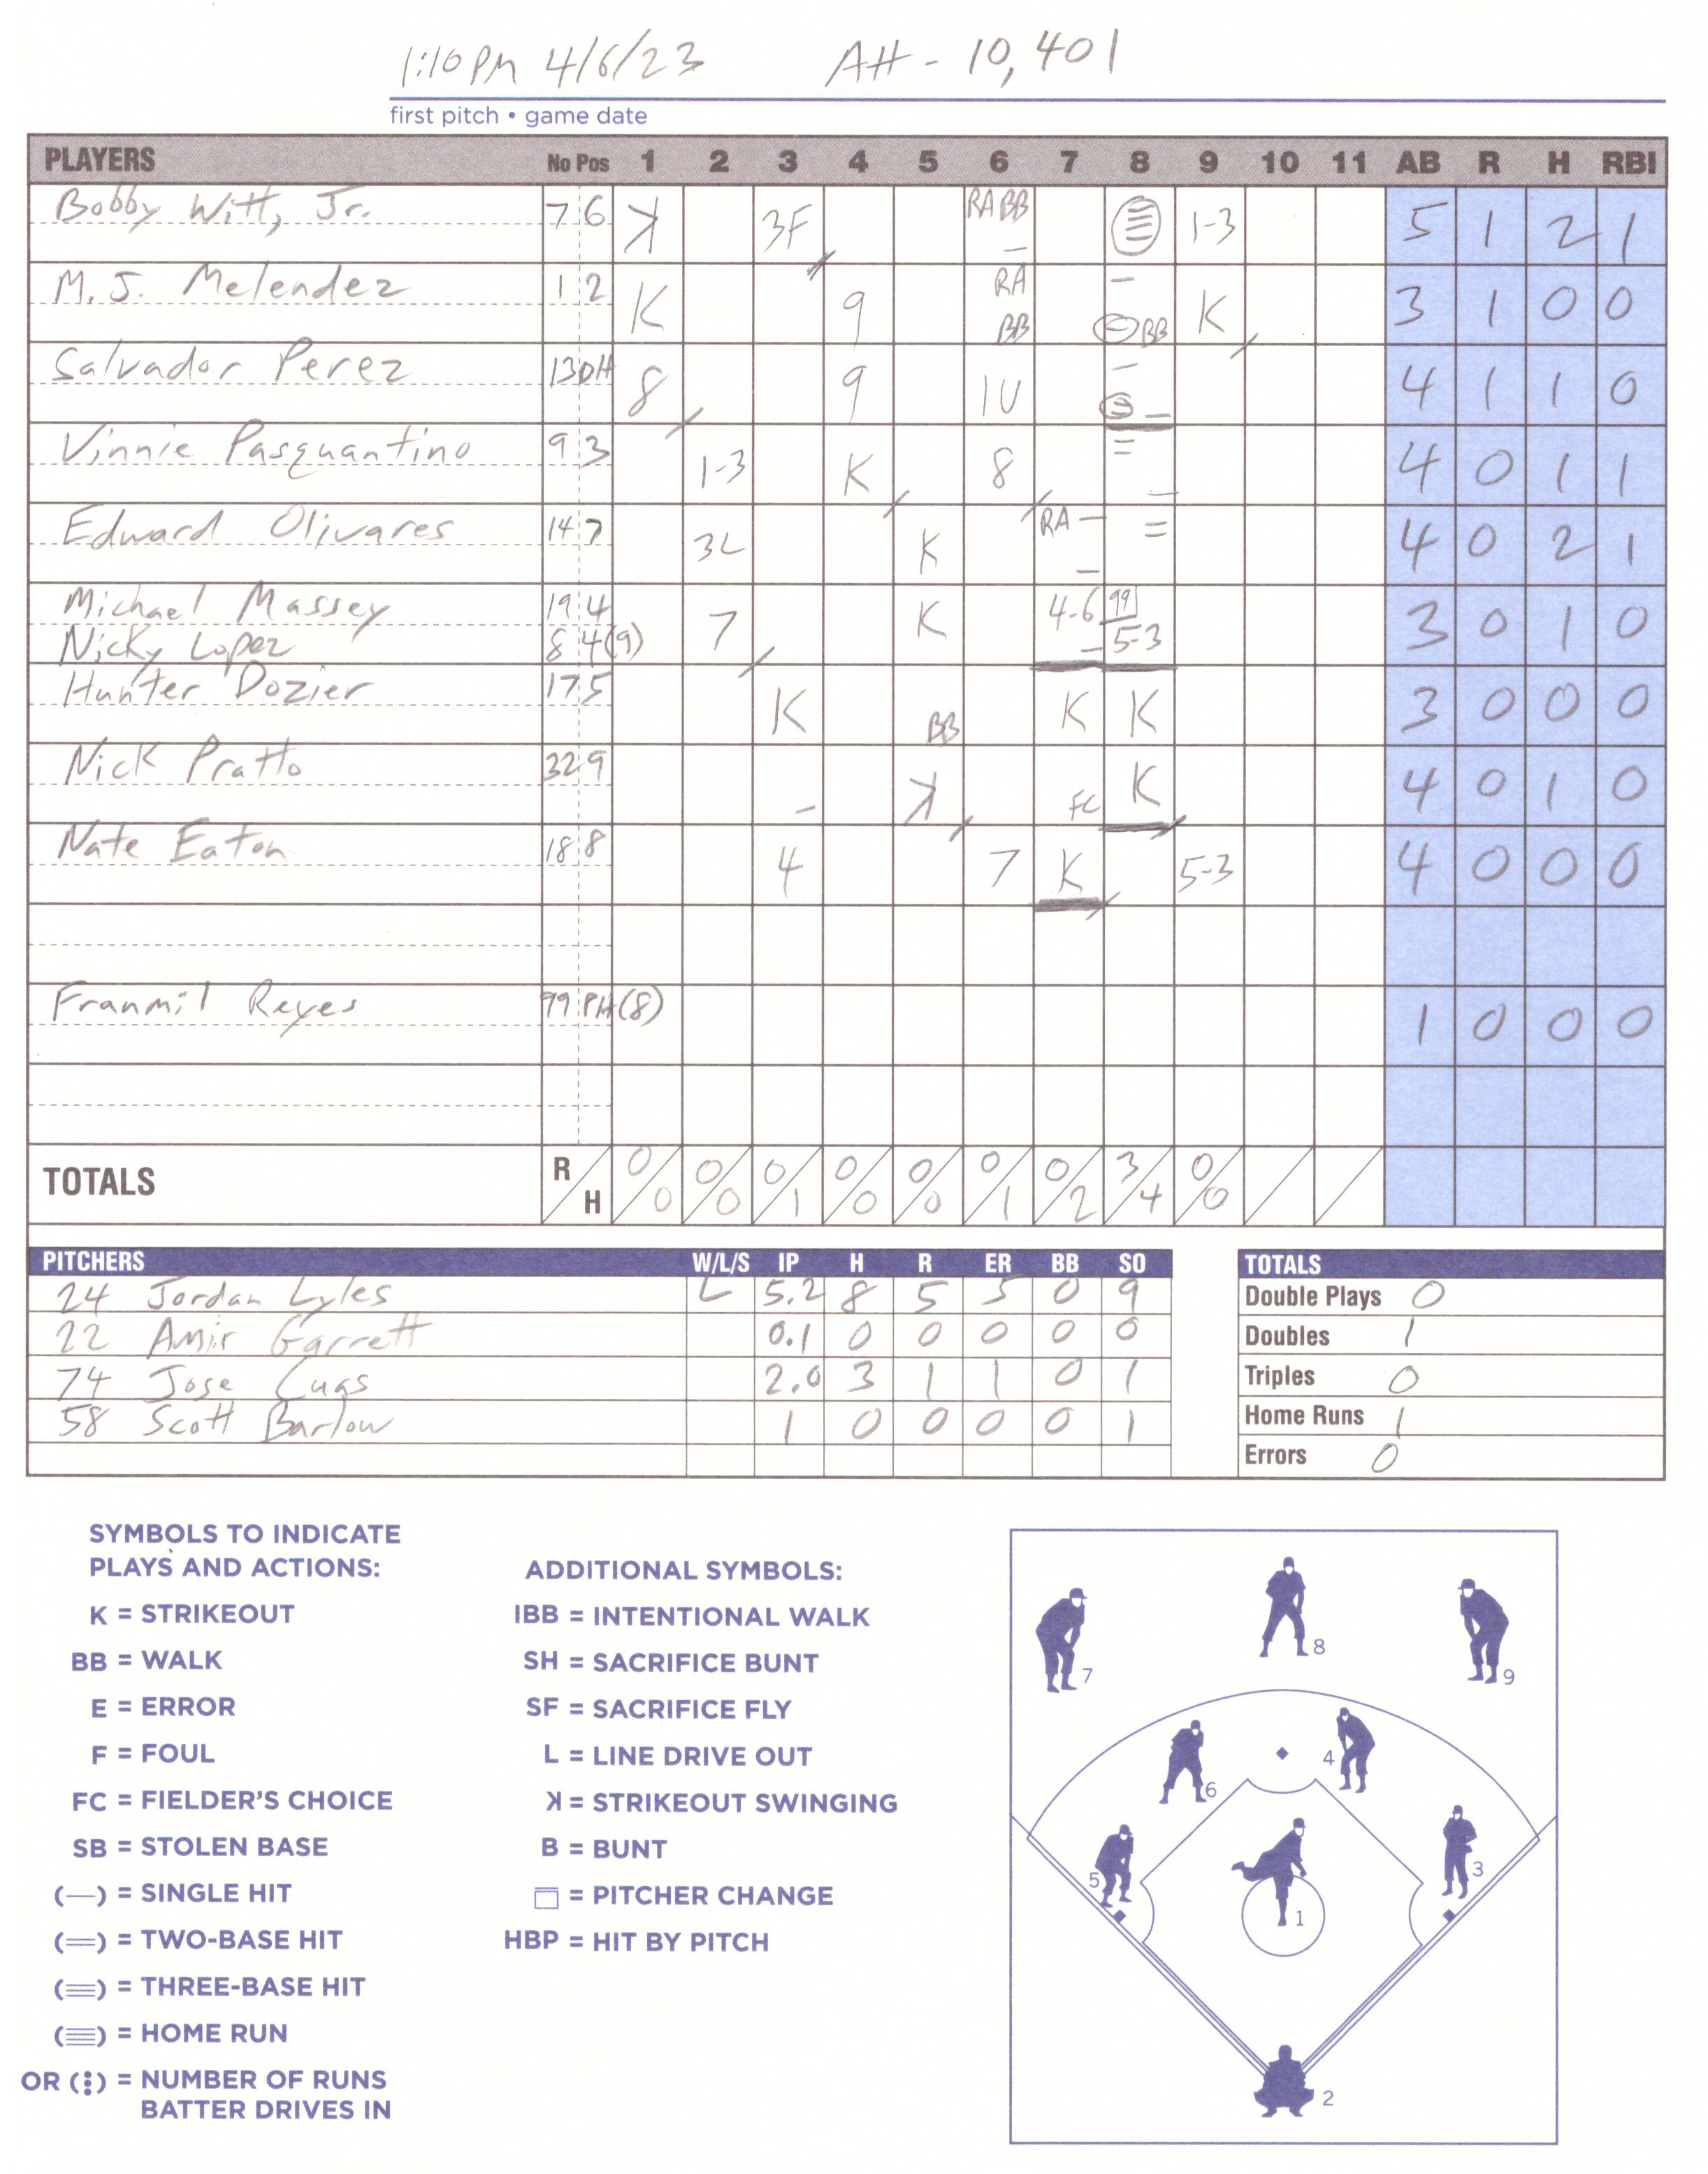 1:10 PM 4/6/23 Att - 10,401
first pitch • game date
PLAYERS No Pos 1 2 3 4 5 6 7 8 9 10 11 AB R H RBI
Bobby Witt, Jr. 7 6 ꓘ 3F RA BB — 1-3 5 1 2 1
M.J. Melendez 1 2 K 9 RA BB — BB K 3 1 0 0
Salvador Perez 13 DH 8 9 1U — — 4 1 1 0
Vinnie Pasquantino 9 3 1-3 K 8 = — 4 0 1 1
Edward Olivares 14 7 3L K RA — — = 4 0 2 1
Michael Massey 19 4 7 K 4-6 — 99 5-3 3 0 1 0
Nicky Lopez 8 4(9)
Hunter Dozier 17 5 K BB K K 3 0 0 0
Nick Pratto 32 9 — ꓘ FC K 4 0 1 0
Nate Eaton 18 8 4 7 K 5-3 4 0 0 0
Franmil Reyes 99 PH(8) 1 0 0 0
TOTALS R/H 0/0 0/0 0/1 0/0 0/0 0/1 0/2 3/4 0/0 / /
PITCHERS W/L/S IP H R ER BB SO
24 Jordan Lyles L 5.2 8 5 5 0 9
22 Amir Garrett 0.1 0 0 0 0 0
74 Jose Cuas 2.0 3 1 1 0 1
58 Scott Barlow 1 0 0 0 0 1
TOTALS
Double Plays 0
Doubles 1
Triples 0
Home Runs 1
Errors 0
SYMBOLS TO INDICATE
PLAYS AND ACTIONS:
K = STRIKEOUT
BB = WALK
E = ERROR
F = FOUL
FC = FIELDER'S CHOICE
SB = STOLEN BASE
(—) = SINGLE HIT
(=) = TWO-BASE HIT
(≡) = THREE-BASE HIT
(≣) = HOME RUN
OR (⋮) = NUMBER OF RUNS
BATTER DRIVES IN
ADDITIONAL SYMBOLS:
IBB = INTENTIONAL WALK
SH = SACRIFICE BUNT
SF = SACRIFICE FLY
L = LINE DRIVE OUT
ꓘ = STRIKEOUT SWINGING
B = BUNT
= PITCHER CHANGE
HBP = HIT BY PITCH
8
7
9
4
6
5
3
1
2